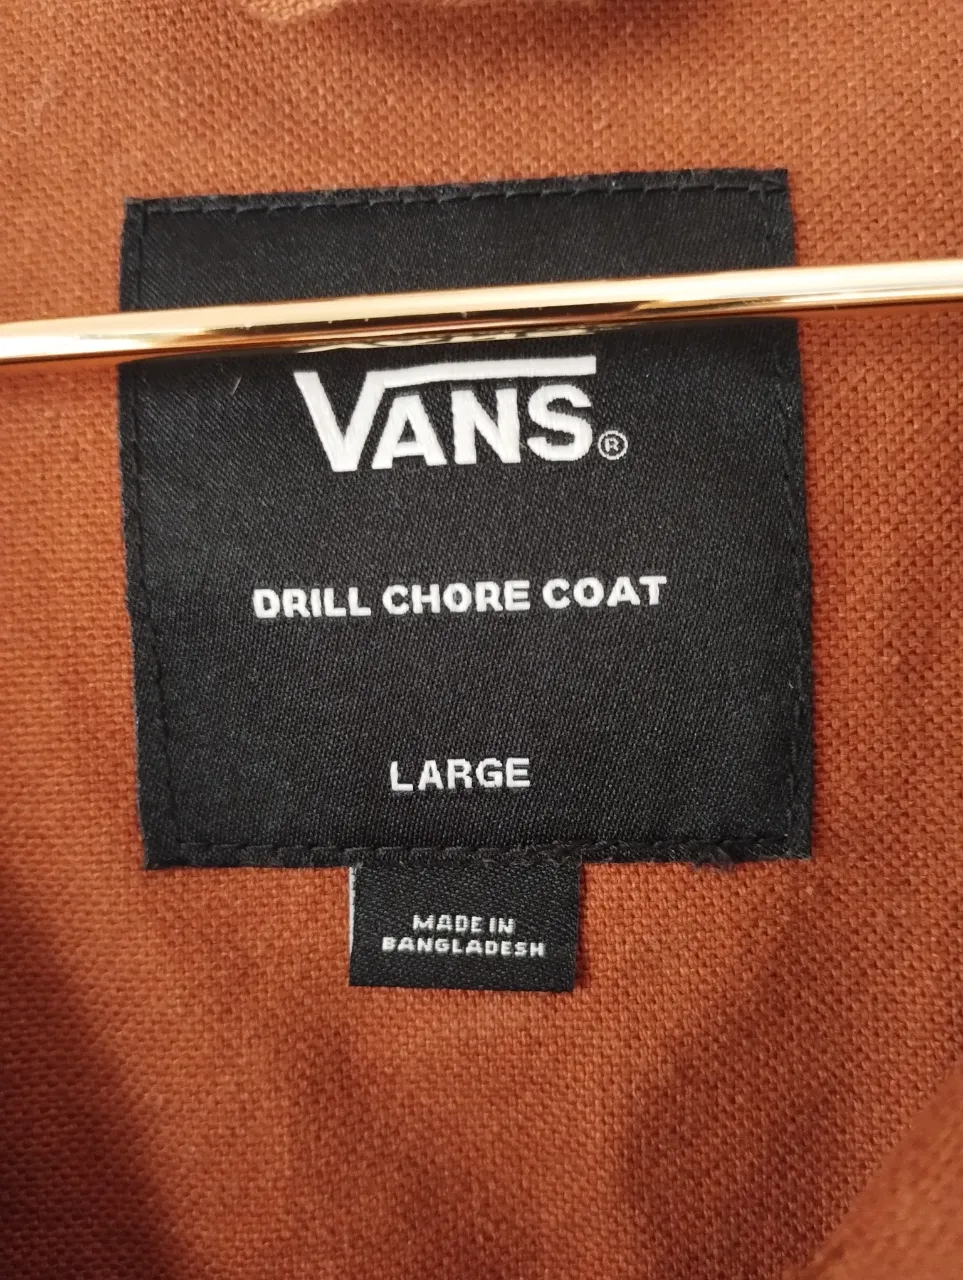 VANS®
DRILL CHORE COAT
LARGE
MADE IN
BANGLADESH